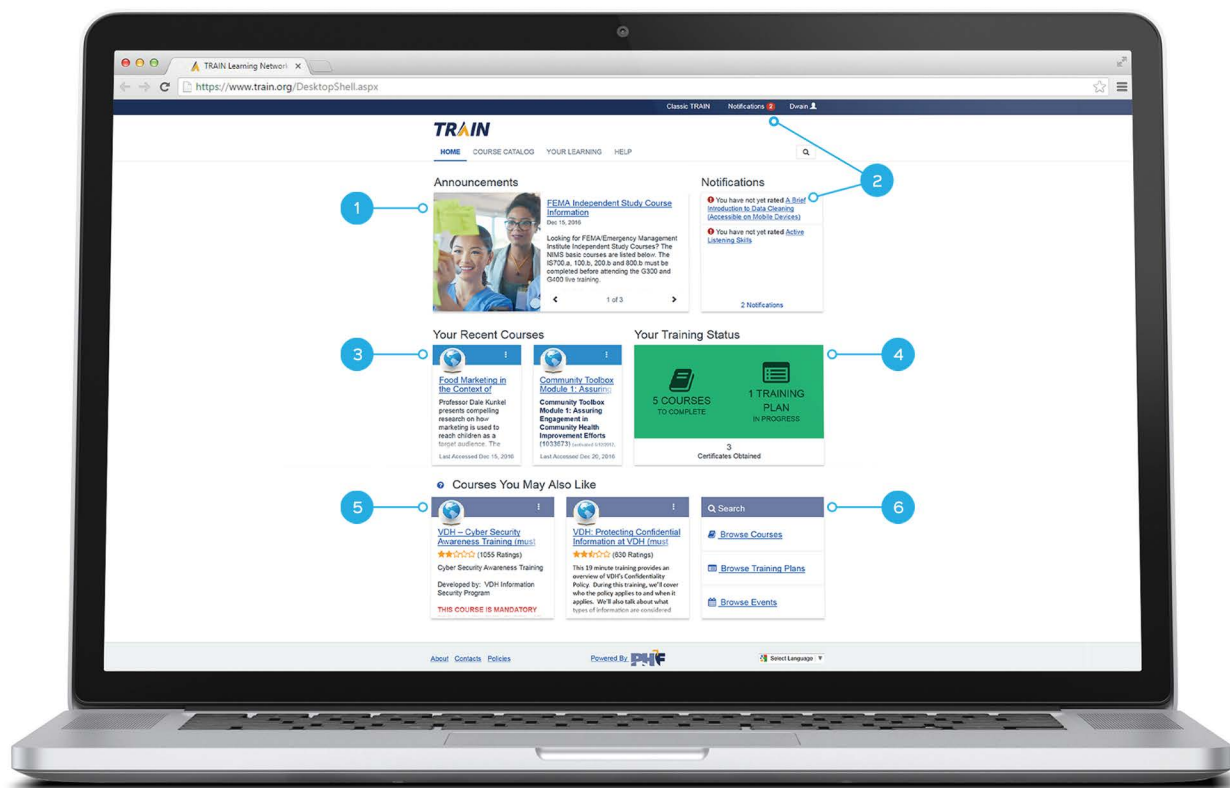 TRAIN Learning Network
https://www.train.org/DesktopShell.aspx
Classic TRAIN Notifications 2 Dwain
TRAIN
HOME COURSE CATALOG YOUR LEARNING HELP
Announcements
1
FEMA Independent Study Course
Information
Dec 15, 2016
Looking for FEMA/Emergency Management
Institute Independent Study Courses? The
NIMS basic courses are listed below. The
IS700.a, 100.b, 200.b and 800.b must be
completed before attending the G300 and
G400 live training.
1 of 3
Notifications
2
You have not yet rated A Brief
Introduction to Data Cleaning
(Accessible on Mobile Devices)
You have not yet rated Active
Listening Skills
2 Notifications
Your Recent Courses
3
Food Marketing in
the Context of
Professor Dale Kunkel
presents compelling
research on how
marketing is used to
reach children as a
target audience. The
Last Accessed Dec 15, 2016
Community Toolbox
Module 1: Assuring
Community Toolbox
Module 1: Assuring
Engagement in
Community Health
Improvement Efforts
(1033673)
Last Accessed Dec 20, 2016
Your Training Status
4
5 COURSES
TO COMPLETE
1 TRAINING
PLAN
IN PROGRESS
3
Certificates Obtained
Courses You May Also Like
5
VDH – Cyber Security
Awareness Training (must
(1055 Ratings)
Cyber Security Awareness Training
Developed by: VDH Information
Security Program
THIS COURSE IS MANDATORY
VDH: Protecting Confidential
Information at VDH (must
(630 Ratings)
This 19 minute training provides an
overview of VDH's Confidentiality
Policy. During this training, we'll cover
who the policy applies to and when it
applies. We'll also talk about what
types of information are considered
Search
6
Browse Courses
Browse Training Plans
Browse Events
About Contacts Policies
Powered By PHF
Select Language